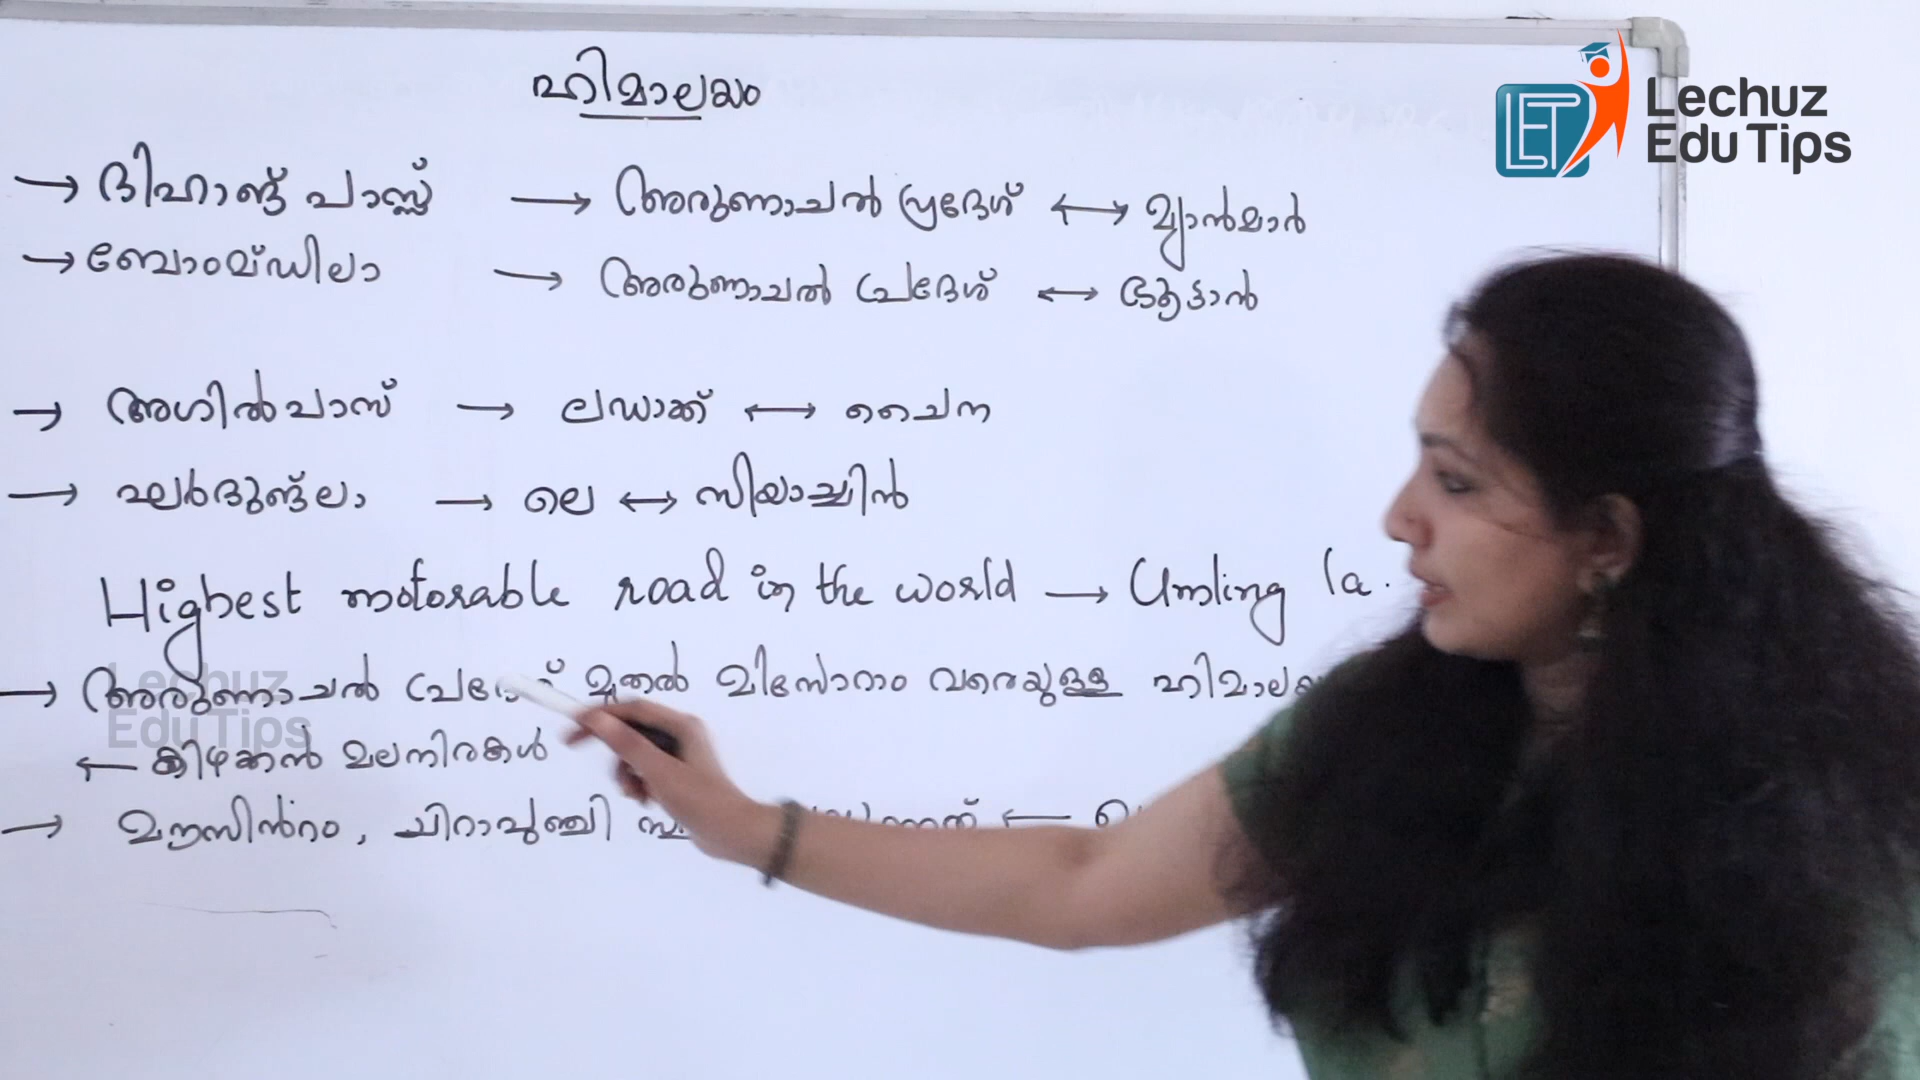 ഹിമാലയം
Lechuz
Edu Tips
→ ദിഹാങ്ങ് പാസ്സ് → അരുണാചൽ പ്രദേശ് ↔ മ്യാൻമാർ
→ ബോംബ്ഡിലാ → അരുണാചൽ പ്രദേശ് ↔ ഭൂട്ടാൻ
→ അഗിൽപാസ് → ലഡാക്ക് ↔ ചൈന
→ ഖർദുങ്ലാ → ലെ ↔ സിയാച്ചിൻ
Highest motorable road in the world → Umling la.
→ അരുണാചൽ മുതൽ മിസോറാം വരെയുള്ള
Lechuz
Edu Tips
← കിഴക്കൻ മലനിരകൾ
→ മൗസിൻറം, ചിറാപുഞ്ചി ←